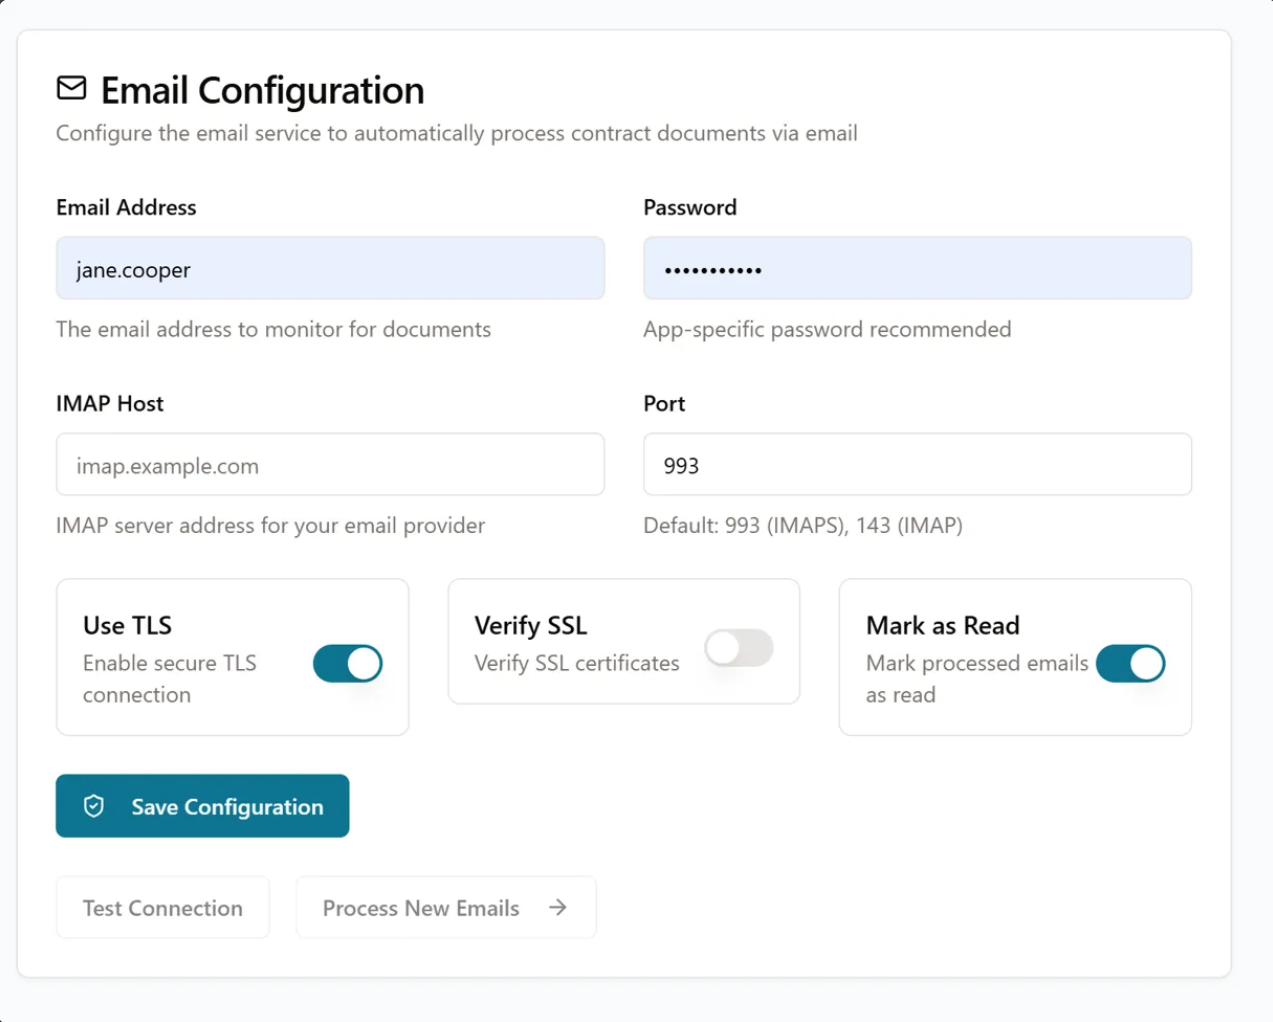 Email Configuration
Configure the email service to automatically process contract documents via email
Email Address
jane.cooper
The email address to monitor for documents
Password
•••••••••••
App-specific password recommended
IMAP Host
imap.example.com
IMAP server address for your email provider
Port
993
Default: 993 (IMAPS), 143 (IMAP)
Use TLS
Enable secure TLS
connection
Verify SSL
Verify SSL certificates
Mark as Read
Mark processed emails
as read
Save Configuration
Test Connection
Process New Emails →